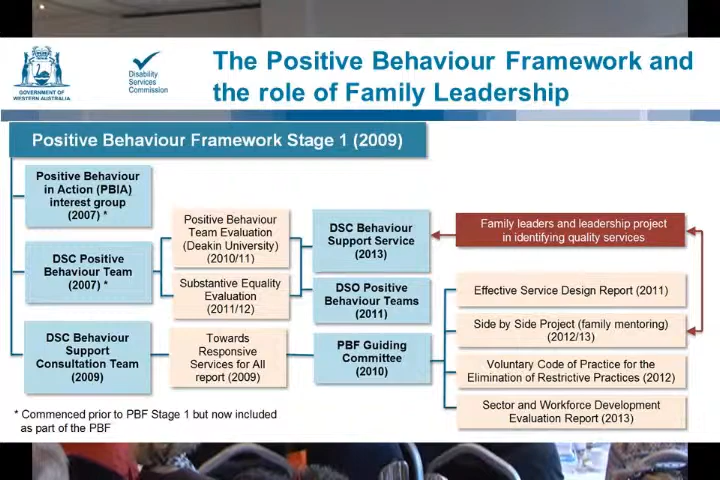 GOVERNMENT OF
WESTERN AUSTRALIA
Disability
Services
Commission
The Positive Behaviour Framework and
the role of Family Leadership
Positive Behaviour Framework Stage 1 (2009)
Positive Behaviour
in Action (PBIA)
interest group
(2007) *
DSC Positive
Behaviour Team
(2007) *
DSC Behaviour
Support
Consultation Team
(2009)
Positive Behaviour
Team Evaluation
(Deakin University)
(2010/11)
Substantive Equality
Evaluation
(2011/12)
Towards
Responsive
Services for All
report (2009)
DSC Behaviour
Support Service
(2013)
DSO Positive
Behaviour Teams
(2011)
PBF Guiding
Committee
(2010)
Family leaders and leadership project
in identifying quality services
Effective Service Design Report (2011)
Side by Side Project (family mentoring)
(2012/13)
Voluntary Code of Practice for the
Elimination of Restrictive Practices (2012)
Sector and Workforce Development
Evaluation Report (2013)
* Commenced prior to PBF Stage 1 but now included
as part of the PBF